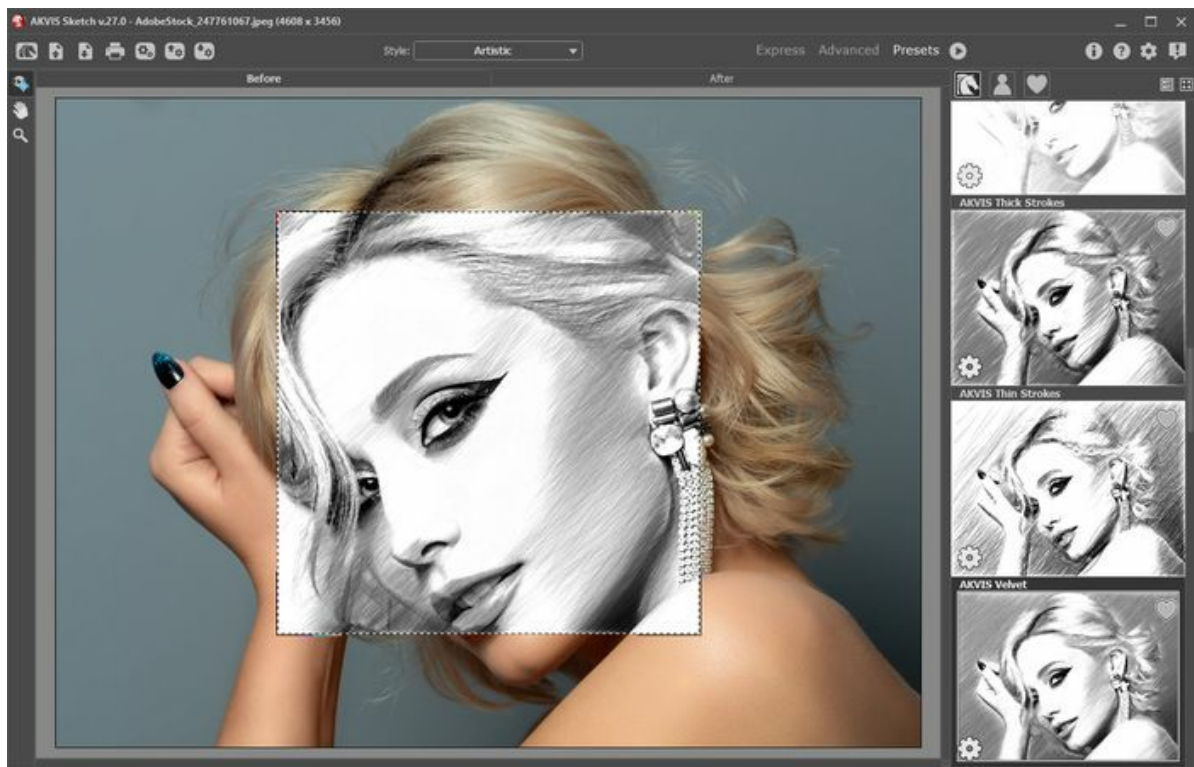 AKVIS Sketch v.27.0 - AdobeStock_247761067.jpeg (4608 x 3456)
Style: Artistic Express Advanced Presets
Before After
AKVIS Thick Strokes
AKVIS Thin Strokes
AKVIS Velvet